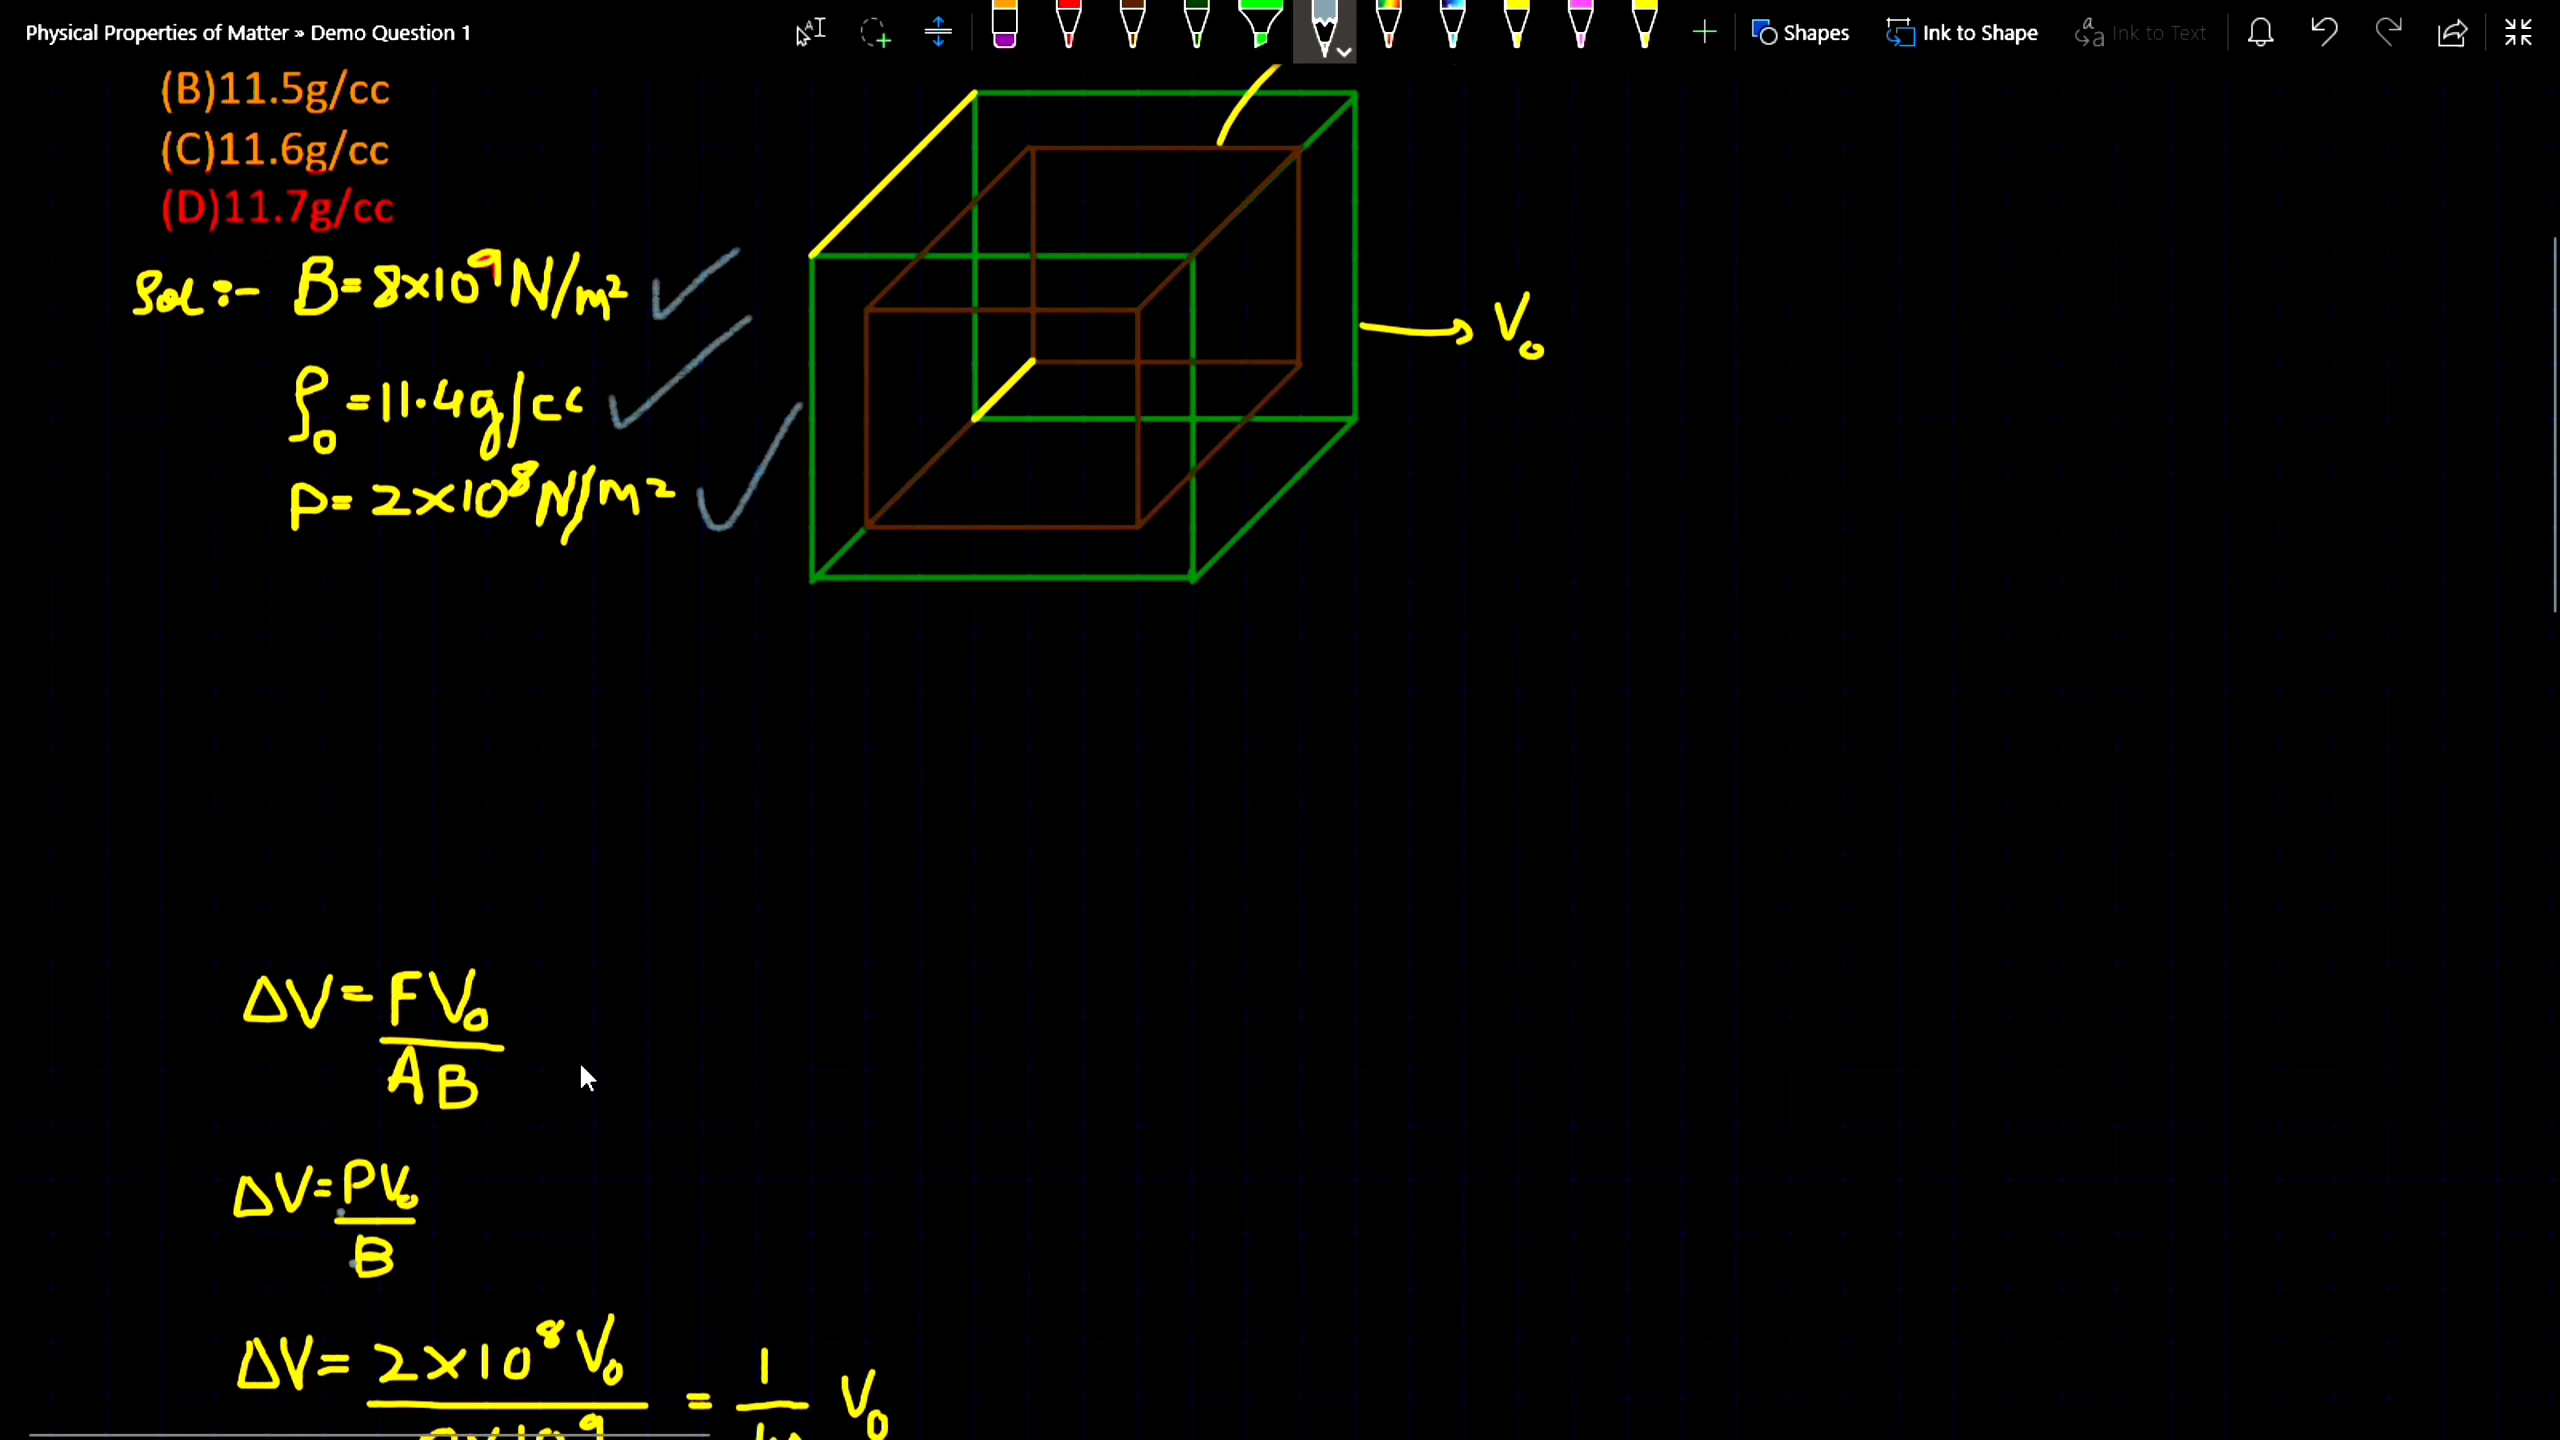 Physical Properties of Matter » Demo Question 1
Shapes
Ink to Shape
Ink to Text
(B)11.5g/cc
(C)11.6g/cc
(D)11.7g/cc
Sol :- B=8×10⁹N/m²
ρ₀=11.4g/cc
P=2×10⁸N/m²
V₀
ΔV=FV₀
AB
ΔV=PV₀
B
ΔV=2×10⁸V₀
= 1 V₀
×10⁹